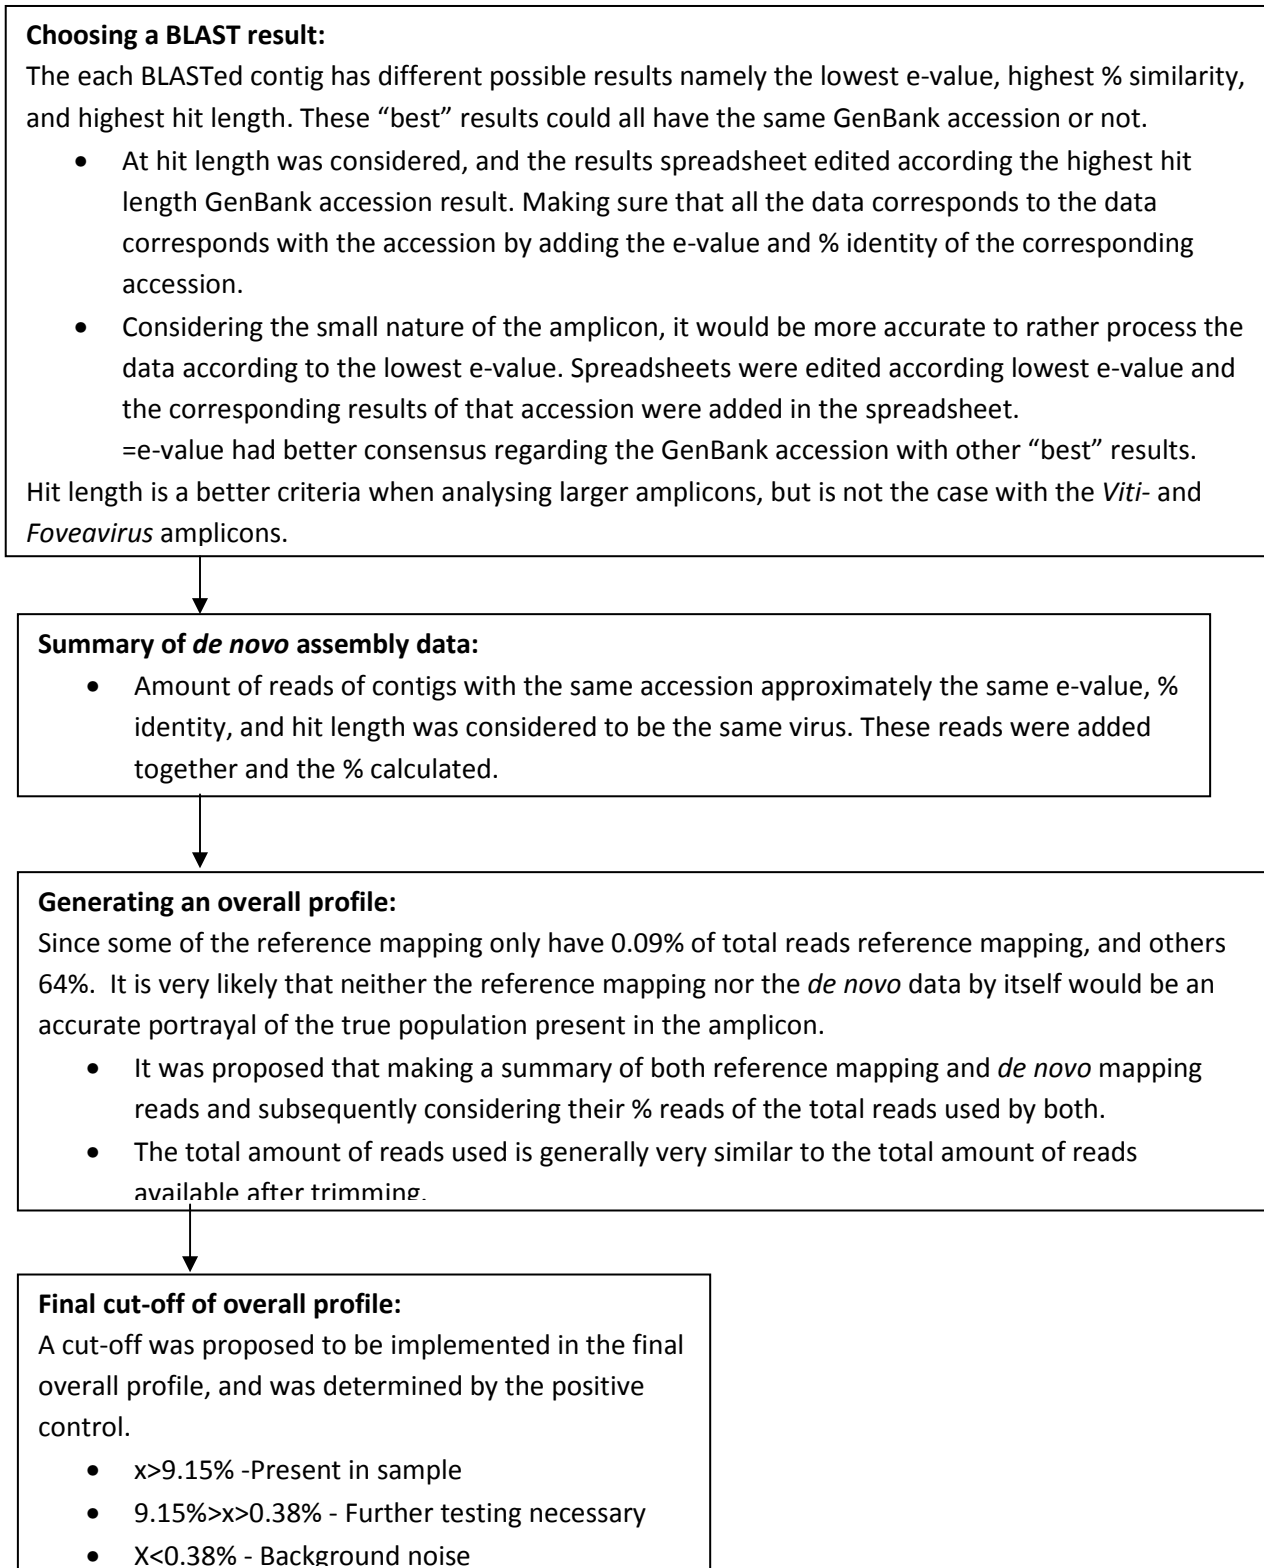 Choosing a BLAST result:
The each BLASTed contig has different possible results namely the lowest e-value, highest % similarity,
and highest hit length. These “best” results could all have the same GenBank accession or not.
• At hit length was considered, and the results spreadsheet edited according the highest hit
length GenBank accession result. Making sure that all the data corresponds to the data
corresponds with the accession by adding the e-value and % identity of the corresponding
accession.
• Considering the small nature of the amplicon, it would be more accurate to rather process the
data according to the lowest e-value. Spreadsheets were edited according lowest e-value and
the corresponding results of that accession were added in the spreadsheet.
=e-value had better consensus regarding the GenBank accession with other “best” results.
Hit length is a better criteria when analysing larger amplicons, but is not the case with the Viti- and
Foveavirus amplicons.
Summary of de novo assembly data:
• Amount of reads of contigs with the same accession approximately the same e-value, %
identity, and hit length was considered to be the same virus. These reads were added
together and the % calculated.
Generating an overall profile:
Since some of the reference mapping only have 0.09% of total reads reference mapping, and others
64%. It is very likely that neither the reference mapping nor the de novo data by itself would be an
accurate portrayal of the true population present in the amplicon.
• It was proposed that making a summary of both reference mapping and de novo mapping
reads and subsequently considering their % reads of the total reads used by both.
• The total amount of reads used is generally very similar to the total amount of reads
available after trimming.
Final cut-off of overall profile:
A cut-off was proposed to be implemented in the final
overall profile, and was determined by the positive
control.
• x>9.15% -Present in sample
• 9.15%>x>0.38% - Further testing necessary
• X<0.38% - Background noise